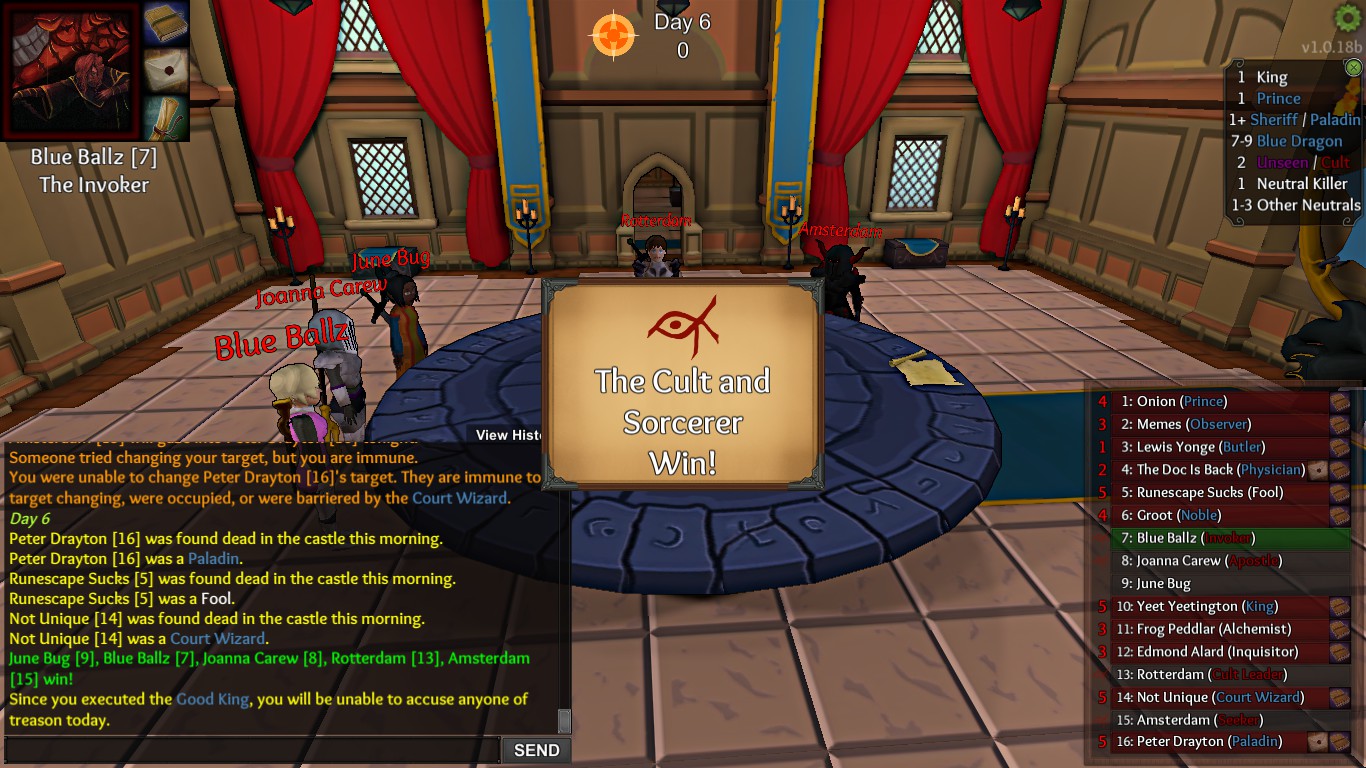 Day 6
0
v1.0.18b
Blue Ballz [7]
The Invoker
1 King
1 Prince
1+ Sheriff / Paladin
7-9 Blue Dragon
2 Unseen / Cult
1 Neutral Killer
1-3 Other Neutrals
Rotterdam
Amsterdam
June Bug
Joanna Carew
Blue Ballz
The Cult and
Sorcerer
Win!
View Hist
Someone tried changing your target, but you are immune.
You were unable to change Peter Drayton [16]'s target. They are immune to
target changing, were occupied, or were barriered by the Court Wizard.
Day 6
Peter Drayton [16] was found dead in the castle this morning.
Peter Drayton [16] was a Paladin.
Runescape Sucks [5] was found dead in the castle this morning.
Runescape Sucks [5] was a Fool.
Not Unique [14] was found dead in the castle this morning.
Not Unique [14] was a Court Wizard.
June Bug [9], Blue Ballz [7], Joanna Carew [8], Rotterdam [13], Amsterdam
[15] win!
Since you executed the Good King, you will be unable to accuse anyone of
treason today.
SEND
4 1: Onion (Prince)
3 2: Memes (Observer)
1 3: Lewis Yonge (Butler)
2 4: The Doc Is Back (Physician)
5 5: Runescape Sucks (Fool)
4 6: Groot (Noble)
7: Blue Ballz (Invoker)
8: Joanna Carew (Apostle)
9: June Bug
5 10: Yeet Yeetington (King)
3 11: Frog Peddlar (Alchemist)
3 12: Edmond Alard (Inquisitor)
13: Rotterdam (Cult Leader)
5 14: Not Unique (Court Wizard)
15: Amsterdam (Seeker)
5 16: Peter Drayton (Paladin)